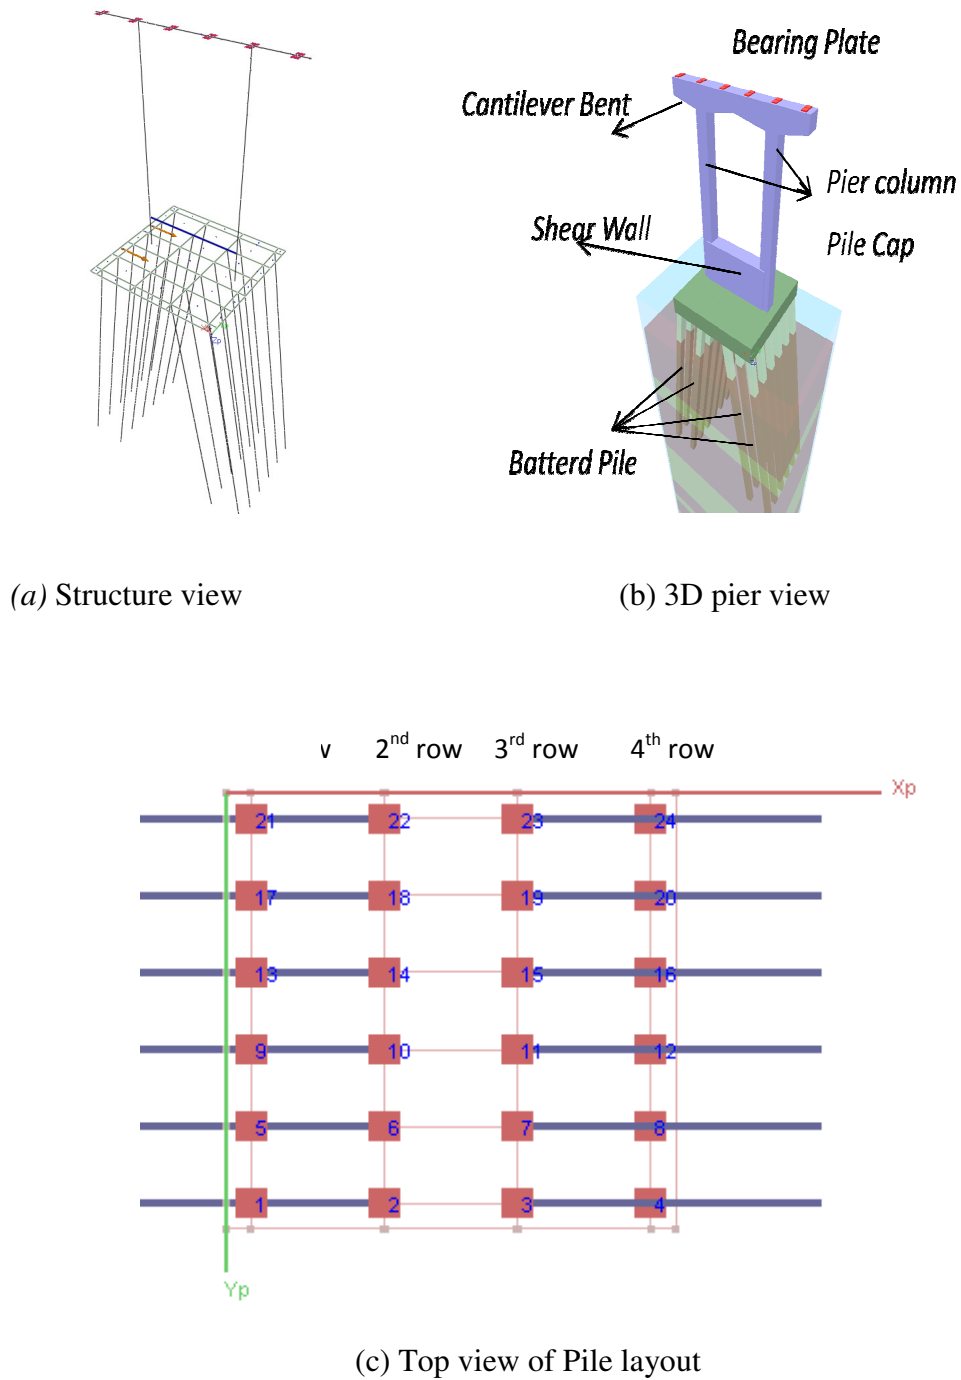 Bearing Plate
Cantilever Bent
Pier column
Shear Wall
Pile Cap
Batterd Pile
Zp
(a) Structure view
(b) 3D pier view
2nd row 3rd row 4th row
Xp
21 22 23 24
17 18 19 20
13 14 15 16
9 10 11 12
5 6 7 8
1 2 3 4
Yp
(c) Top view of Pile layout